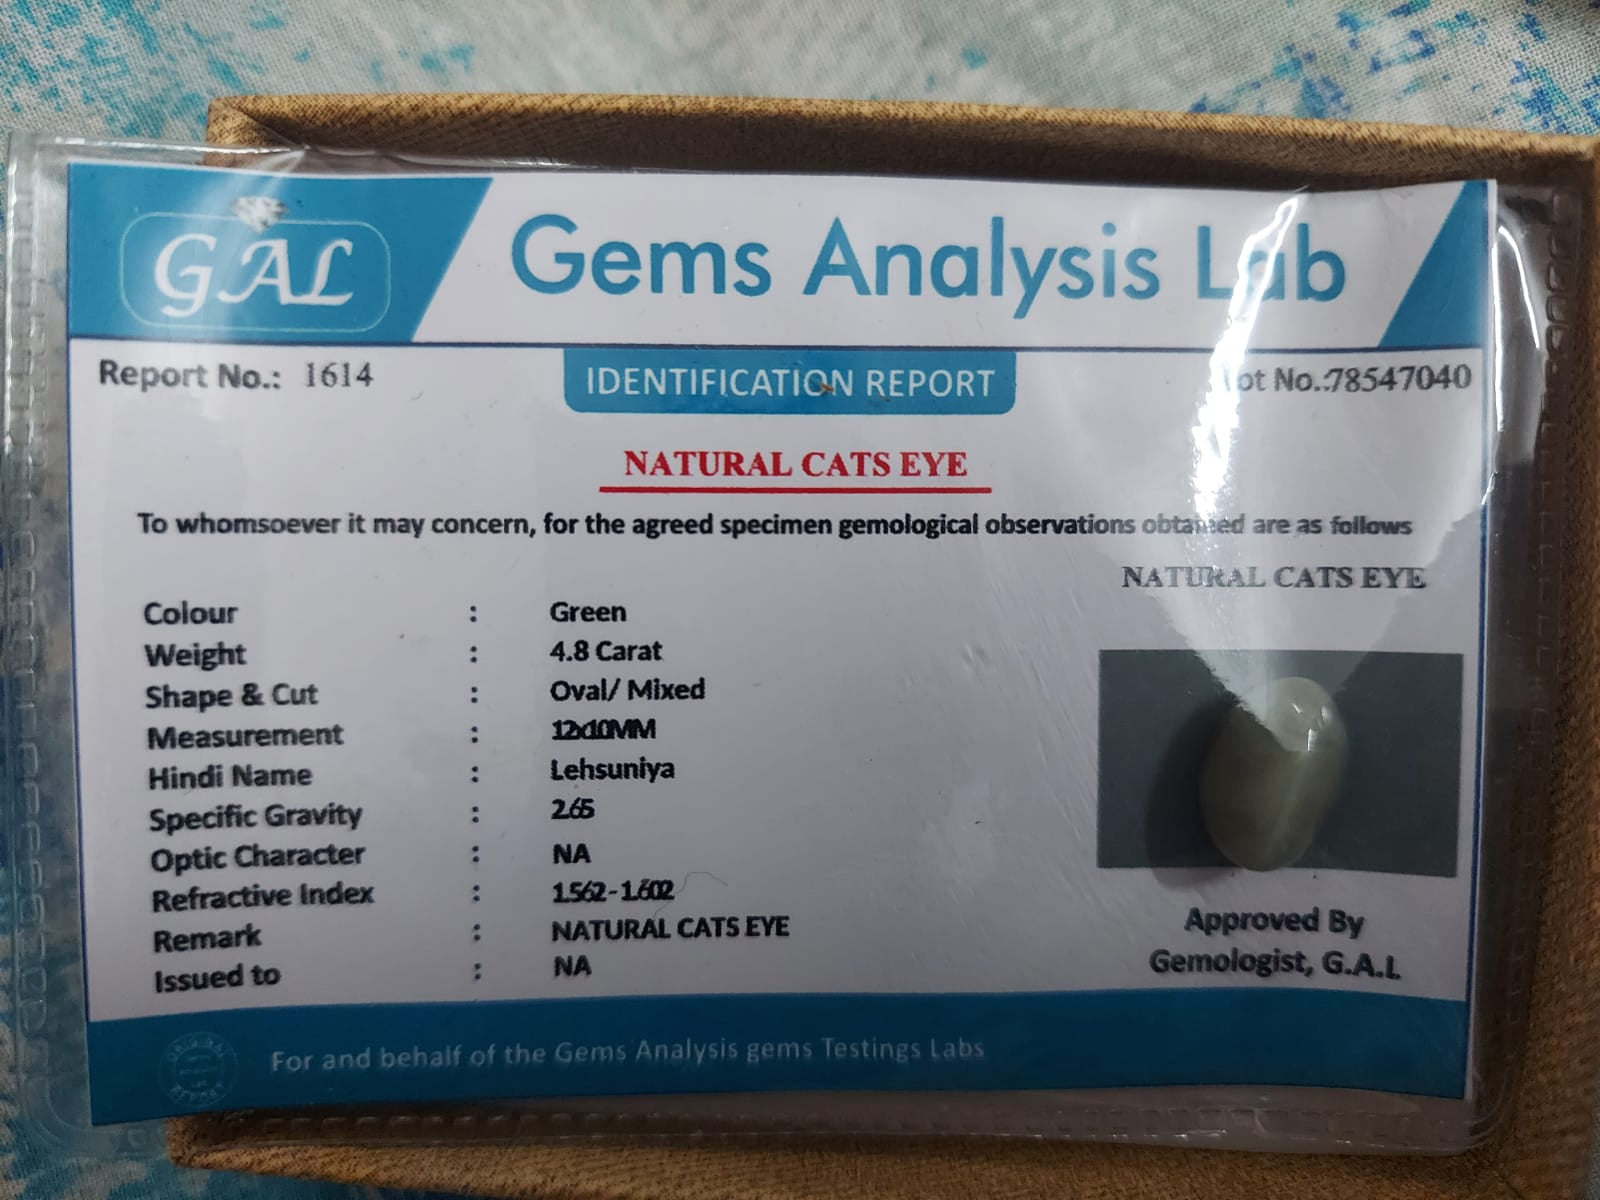 GAL
Gems Analysis Lab
Report No.: 1614
IDENTIFICATION REPORT
Lot No.:78547040
NATURAL CATS EYE
To whomsoever it may concern, for the agreed specimen gemological observations obtained are as follows
NATURAL CATS EYE
Colour : Green
Weight : 4.8 Carat
Shape & Cut : Oval/ Mixed
Measurement : 12x10MM
Hindi Name : Lehsuniya
Specific Gravity : 2.65
Optic Character : NA
Refractive Index : 1.562-1.602
Remark : NATURAL CATS EYE
Issued to : NA
Approved By
Gemologist, G.A.L
For and behalf of the Gems Analysis gems Testings Labs